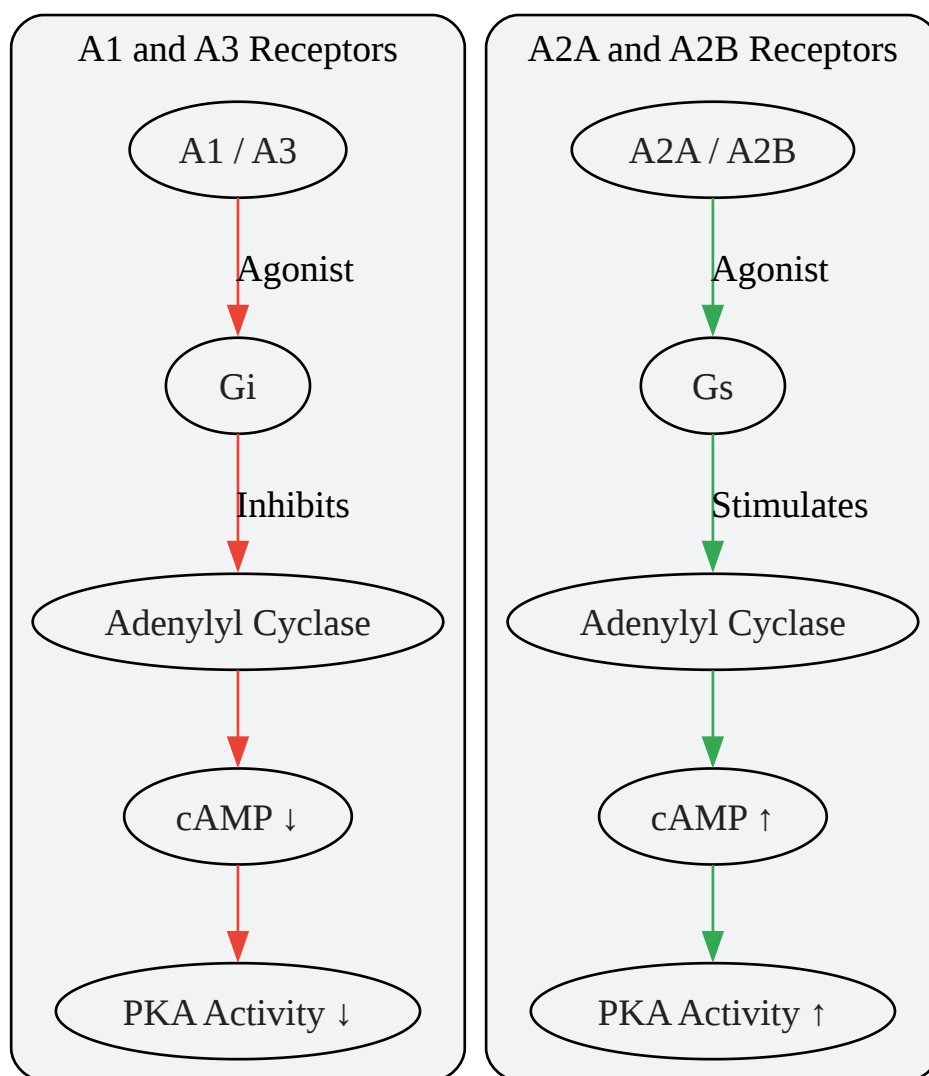 A1 and A3 Receptors
A1 / A3
Agonist
Gi
Inhibits
Adenylyl Cyclase
cAMP ↓
PKA Activity ↓
A2A and A2B Receptors
A2A / A2B
Agonist
Gs
Stimulates
Adenylyl Cyclase
cAMP ↑
PKA Activity ↑